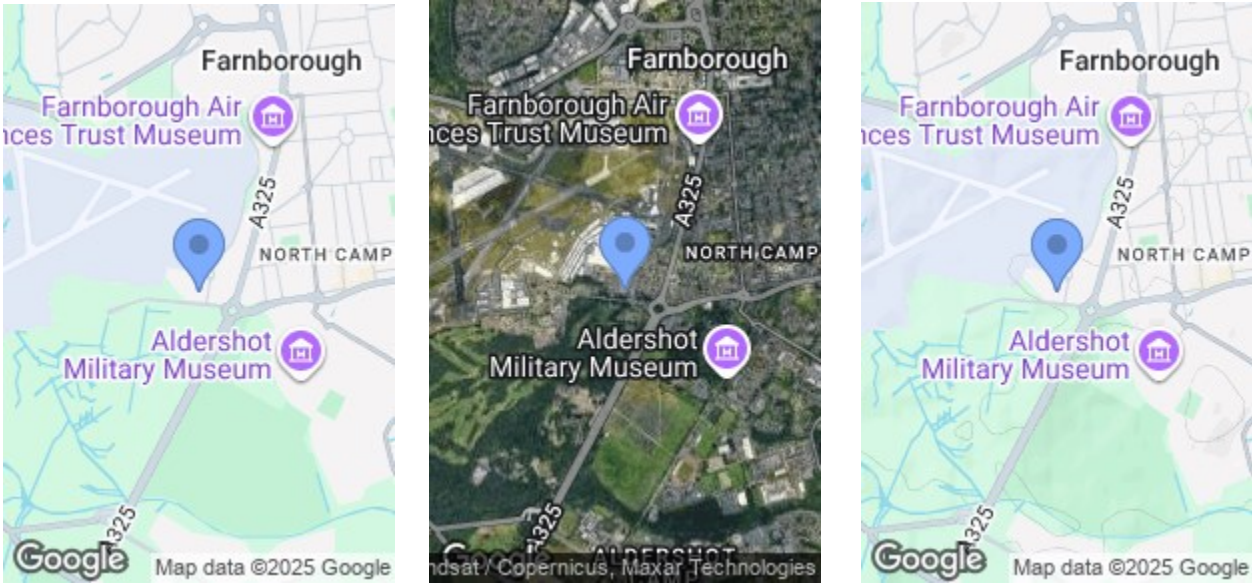 Farnborough
Farnborough Air
nces Trust Museum
A325
NORTH CAMP
Aldershot
Military Museum
A325
Google
Map data ©2025 Google
Farnborough
Farnborough Air
nces Trust Museum
A325
NORTH CAMP
Aldershot
Military Museum
A325
ALDERSHOT
Google
ndsat / Copernicus, Maxar Technologies
Farnborough
Farnborough Air
nces Trust Museum
A325
NORTH CAMP
Aldershot
Military Museum
A325
Google
Map data ©2025 Google